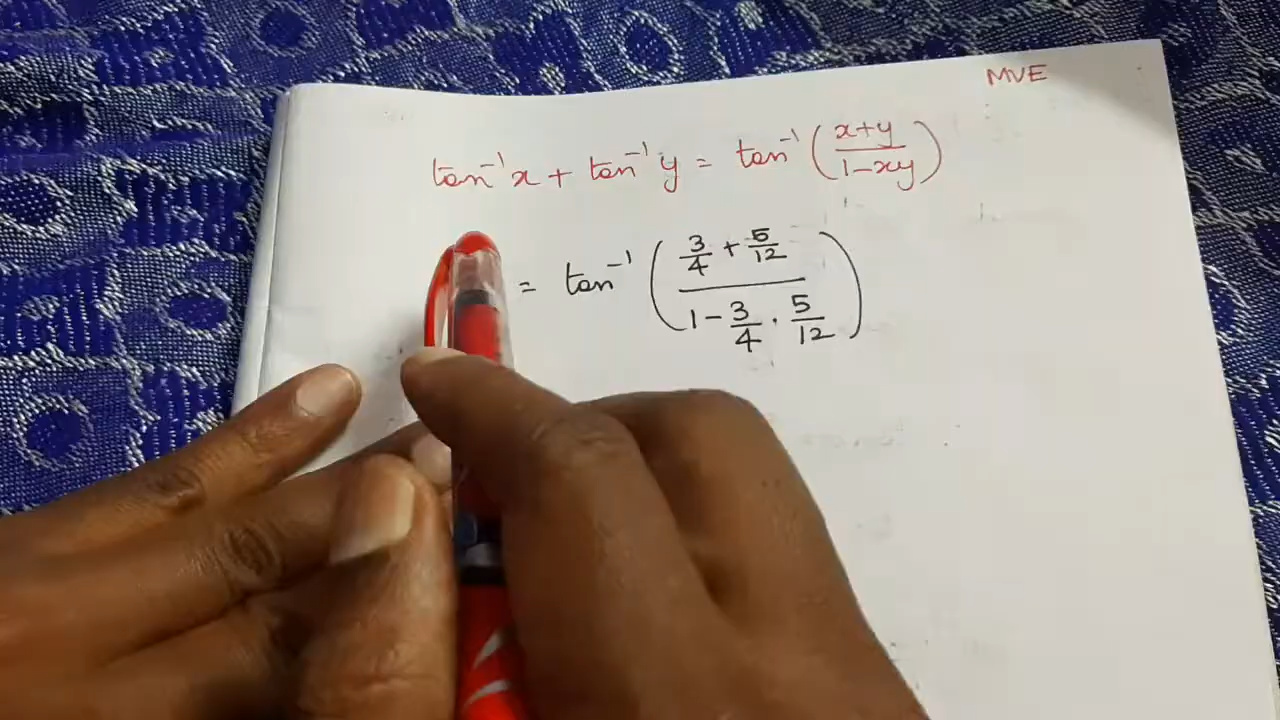 MVE
tan⁻¹x + tan⁻¹y = tan⁻¹((x+y)/(1-xy))
= tan⁻¹((3/4 + 5/12)/(1 - 3/4 · 5/12))